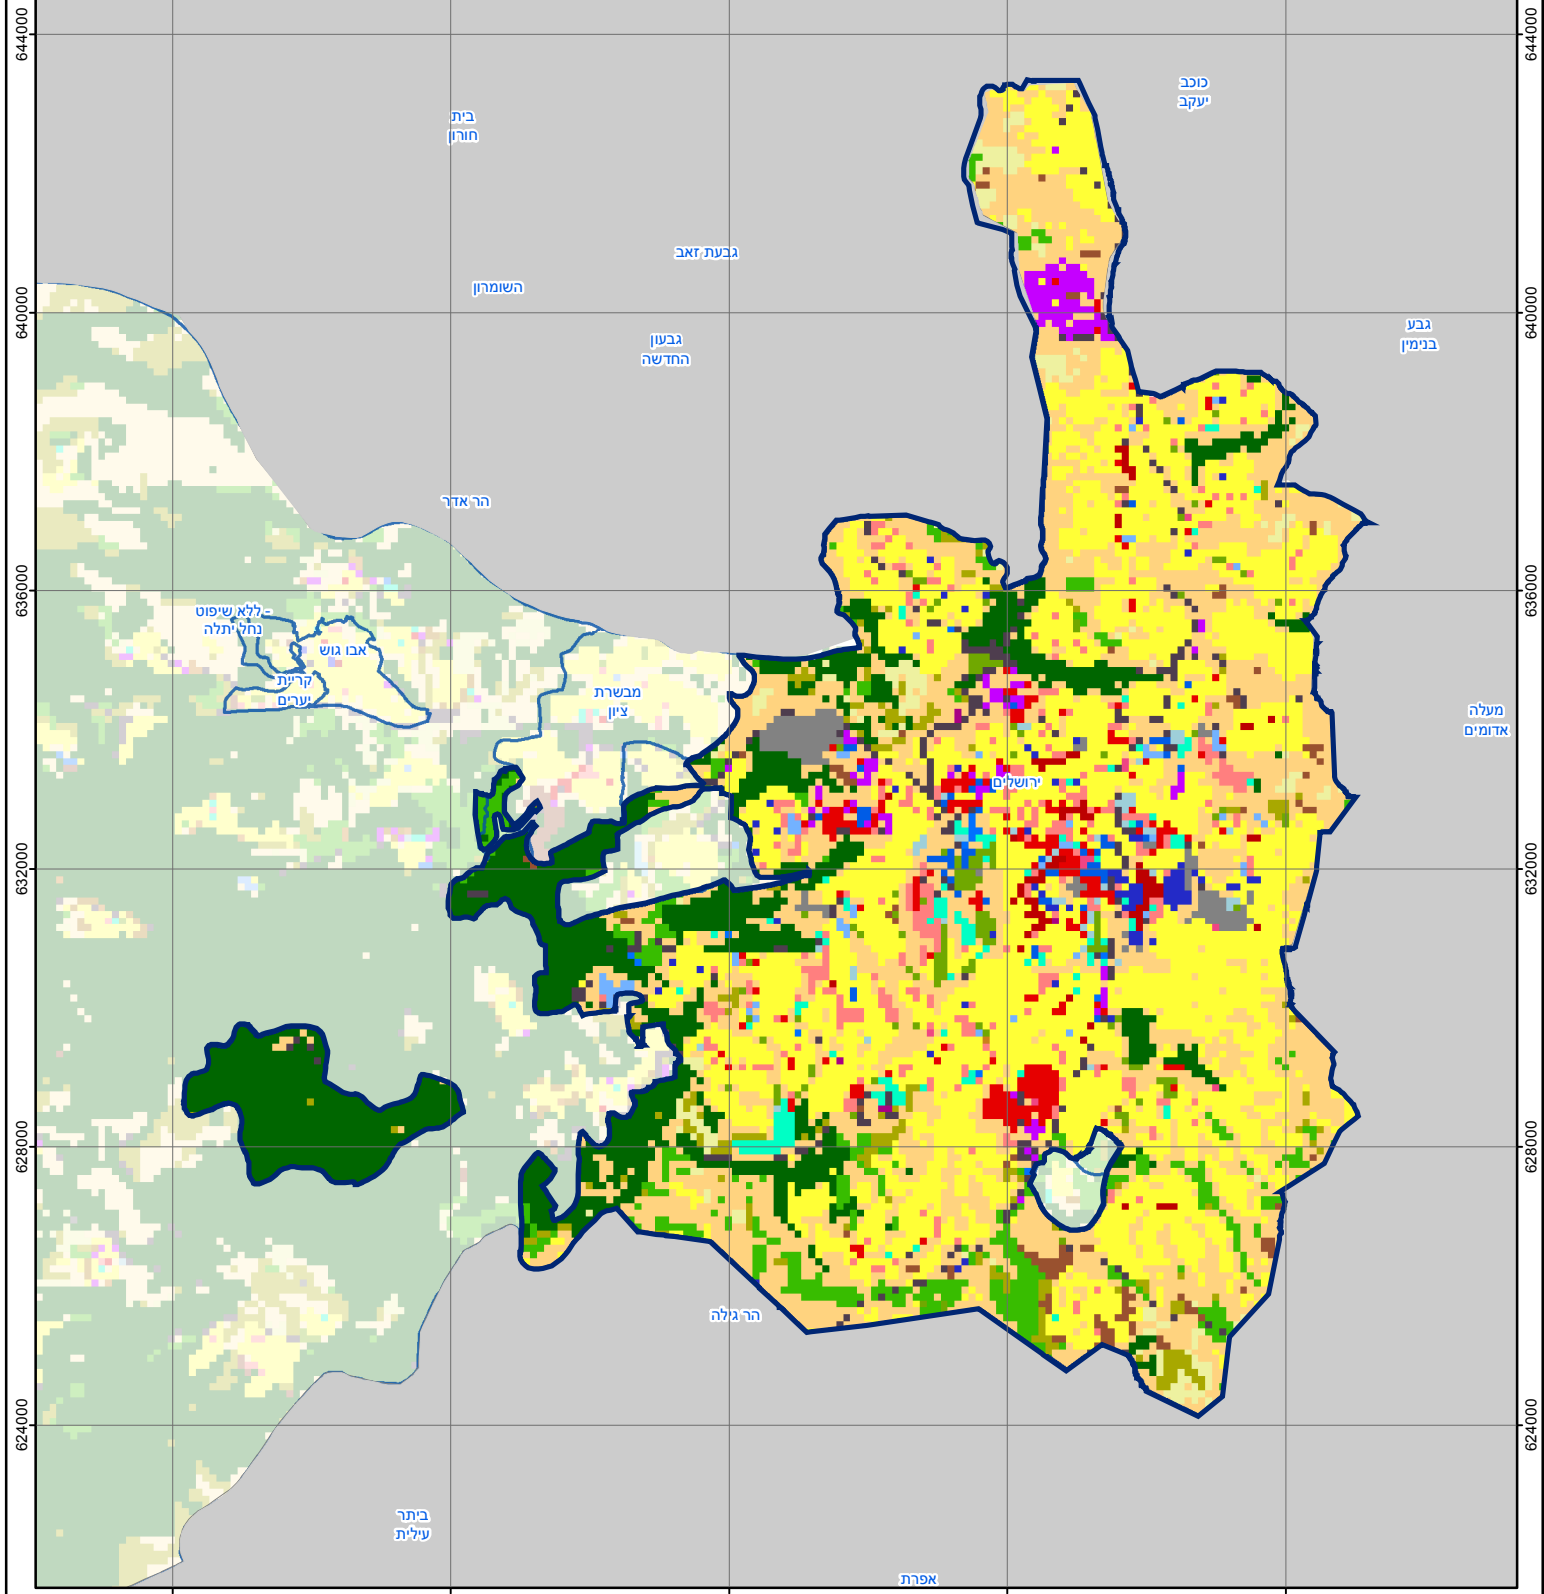 644000
644000
כוכב
יעקב
בית
חורון
גבעת זאב
השומרון
640000
640000
גבע
בנימין
גבעון
החדשה
הר אדר
636000
636000
ללא שיפוט -
נחל יתלה
אבו גוש
קריית
יערים
מבשרת
ציון
מעלה
אדומים
ירושלים
632000
632000
628000
628000
הר גילה
624000
624000
ביתר
עילית
אפרת